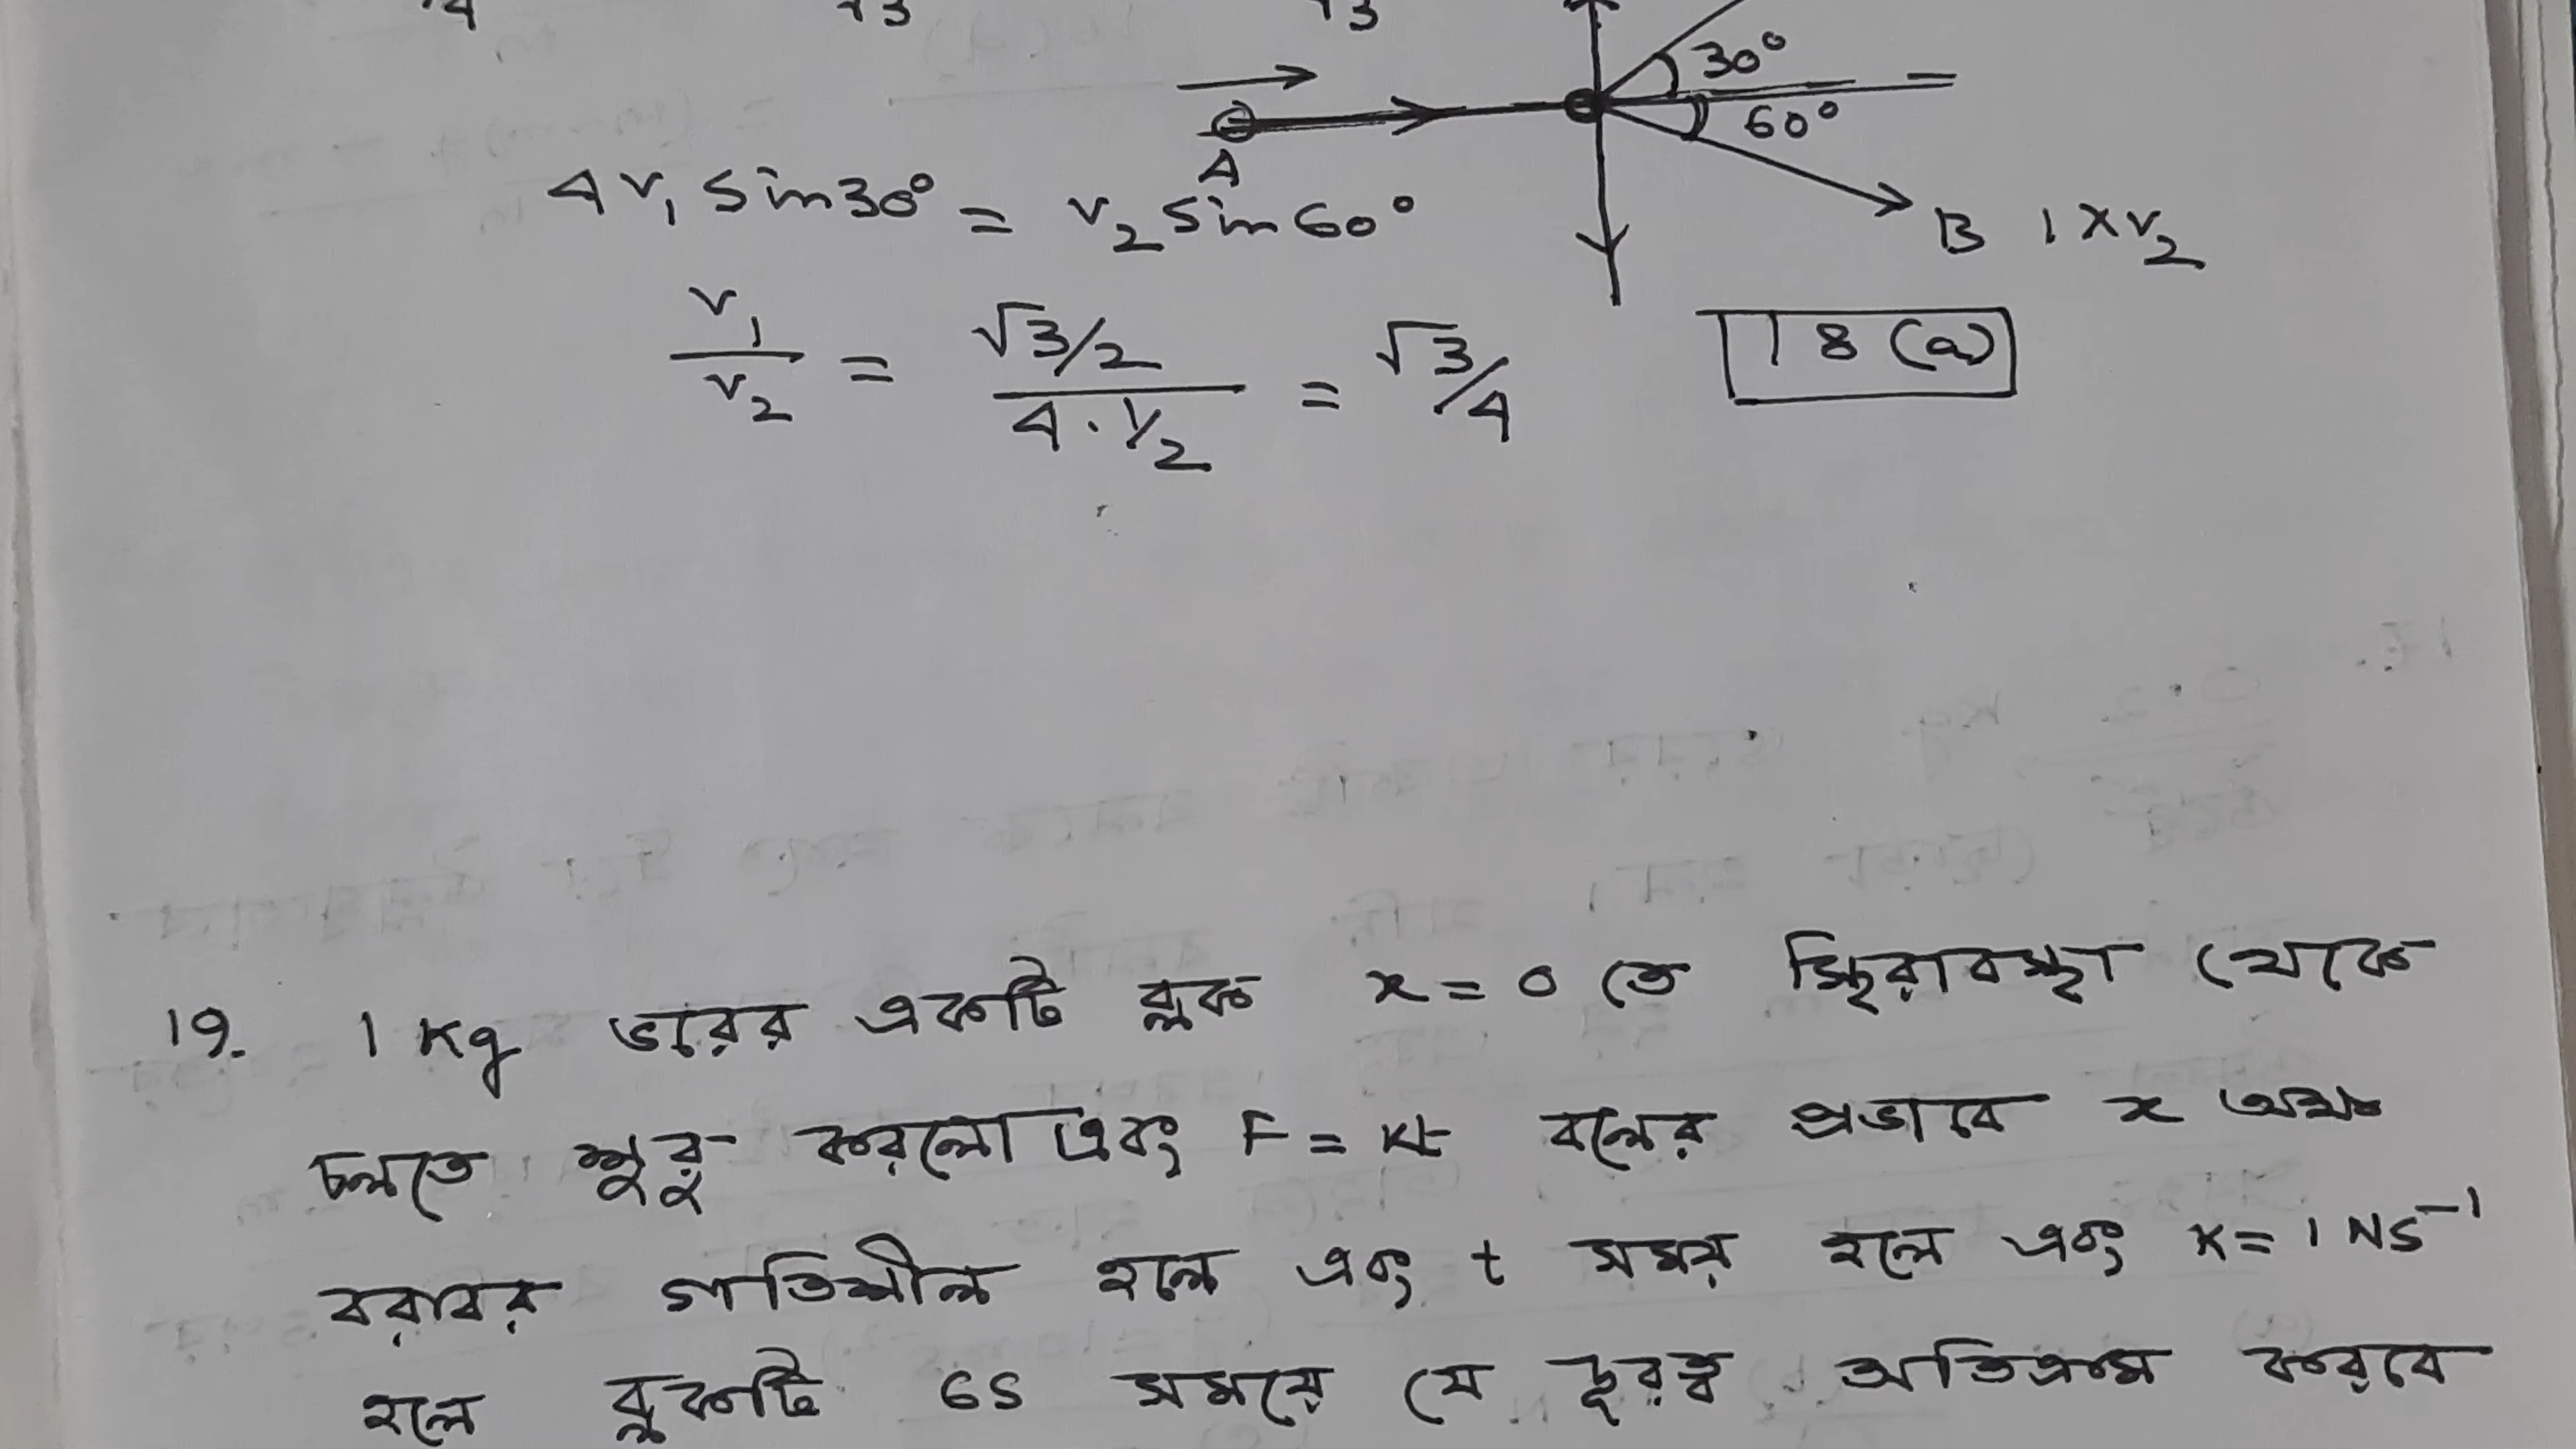 30°
60°
A
4v₁ sin30° = v₂ sin60°
B 1×v₂
v₁/v₂ = (√3/2)/(4·1/2) = √3/4
18(a)
19. 1 Kg ভরের একটি ব্লক x = 0 তে স্থিরাবস্থা থেকে
চলতে শুরু করলো এবং F = Kt বলের প্রভাবে x অক্ষ
বরাবর গতিশীল হলে এবং t সময় হলে এবং K = 1 NS⁻¹
হলে ব্লকটি 6S সময়ে যে দূরত্ব অতিক্রম করবে